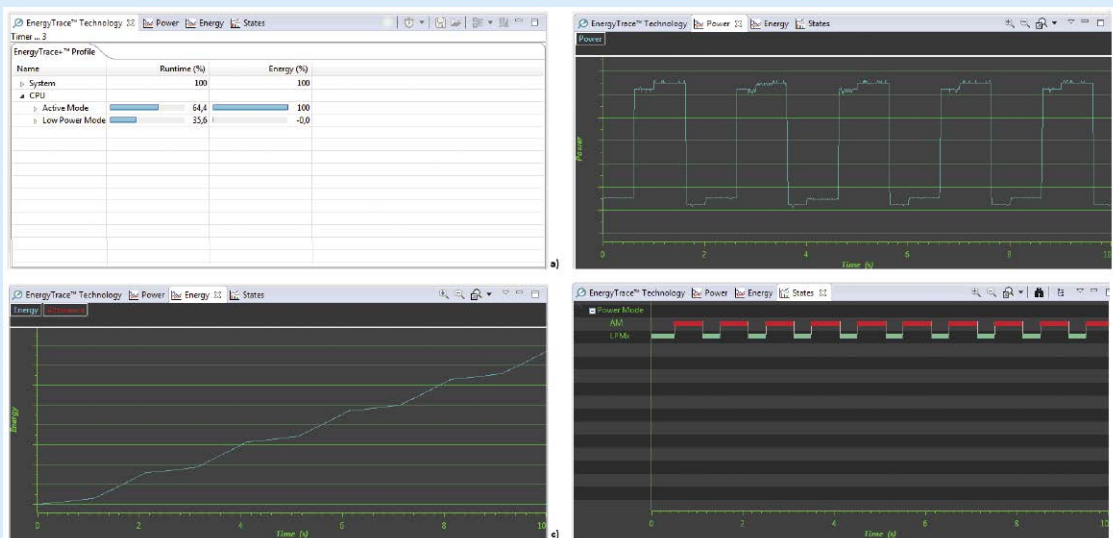 EnergyTrace™ Technology Power Energy States
Timer ... 3
EnergyTrace+™ Profile
Name Runtime (%) Energy (%)
System 100 100
CPU
Active Mode 64,4 100
Low Power Mode 35,6 -0,0
a)
EnergyTrace™ Technology Power Energy States
Power
Power
2 4 6 8 10
Time (s)
EnergyTrace™ Technology Power Energy States
Energy
Energy
0 2 4 6 8 10
Time (s)
c)
EnergyTrace™ Technology Power Energy States
Power Mode
AM
LPMx
0 2 4 6 8 10
Time (s)